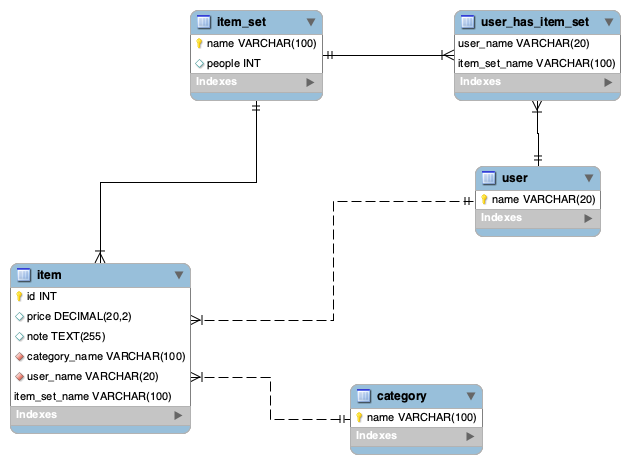 item_set
name VARCHAR(100)
people INT
Indexes
user_has_item_set
user_name VARCHAR(20)
item_set_name VARCHAR(100)
Indexes
user
name VARCHAR(20)
Indexes
item
id INT
price DECIMAL(20,2)
note TEXT(255)
category_name VARCHAR(100)
user_name VARCHAR(20)
item_set_name VARCHAR(100)
Indexes
category
name VARCHAR(100)
Indexes